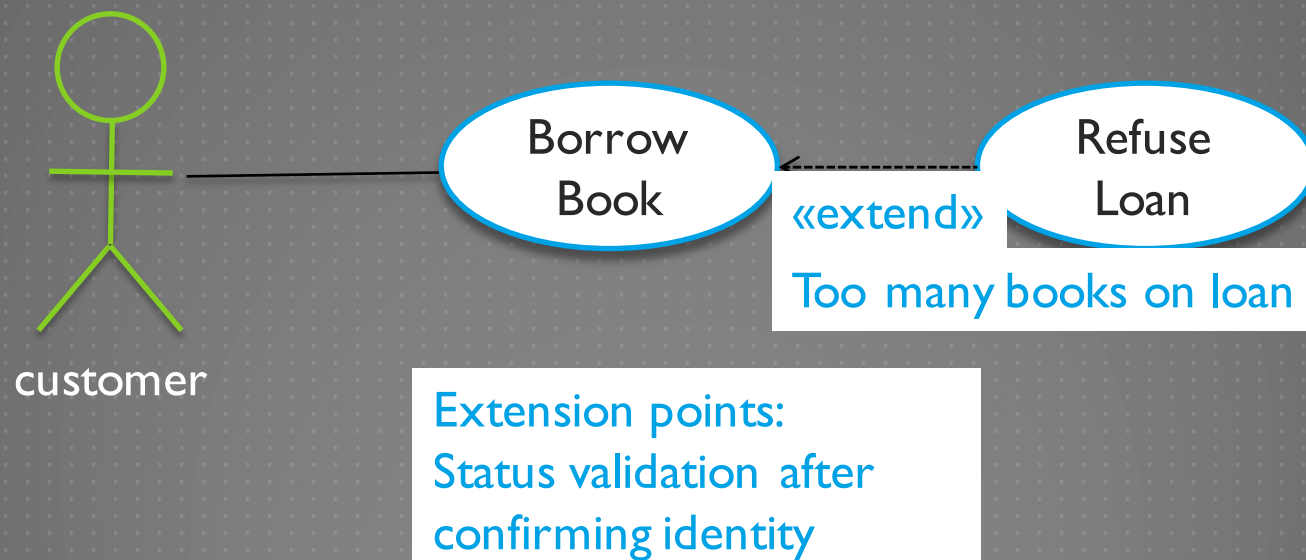 Borrow
Book
Refuse
Loan
«extend»
Too many books on loan
customer
Extension points:
Status validation after
confirming identity